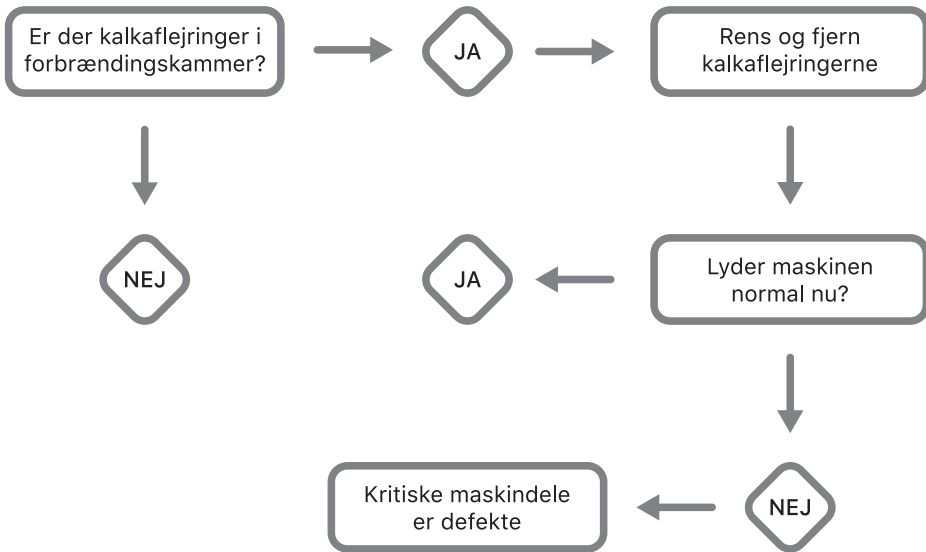 Er der kalkaflejringer i
forbrændingskammer?
JA
Rens og fjern
kalkaflejringerne
NEJ
JA
Lyder maskinen
normal nu?
Kritiske maskindele
er defekte
NEJ